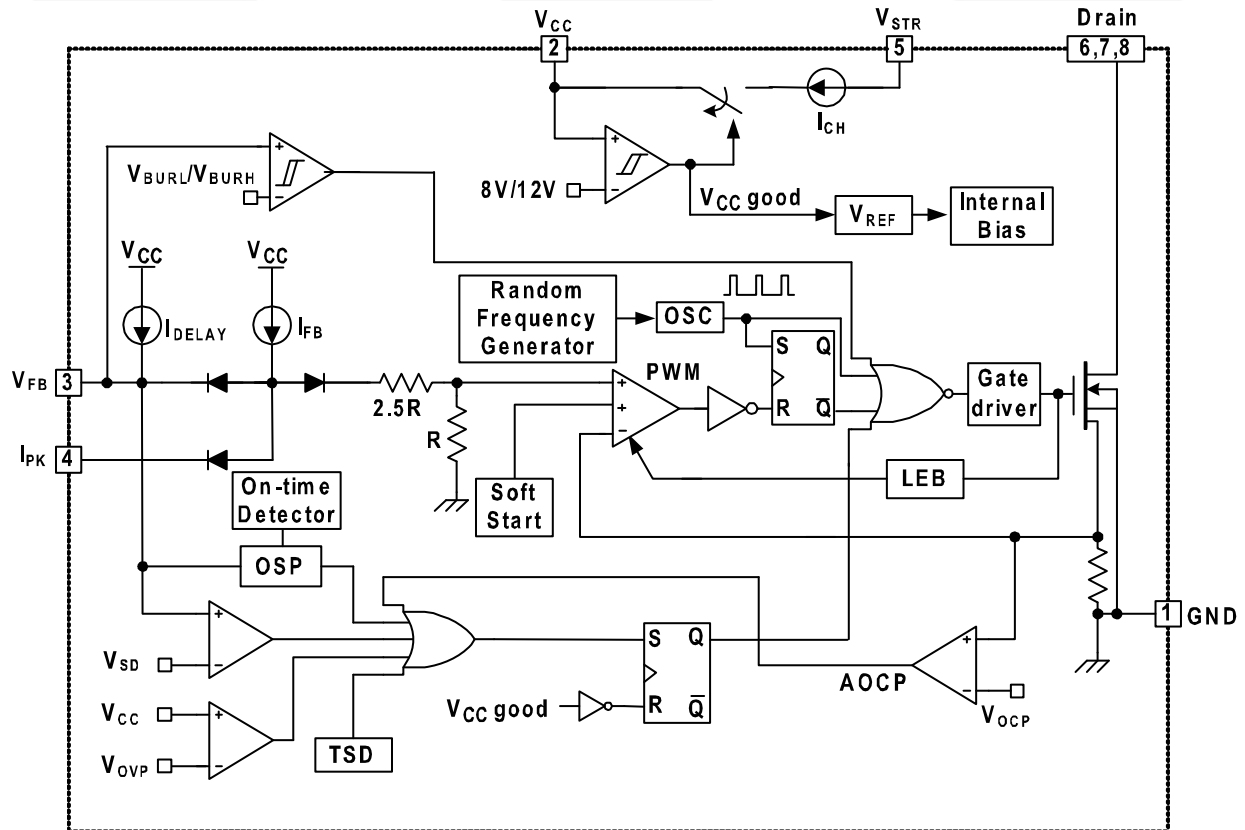 VCC
VSTR
Drain
2
5
6,7,8
ICH
+
−
VBURL/VBURH
8V/12V
+
−
VCC good
VREF
Internal
Bias
VCC
VCC
IDELAY
IFB
Random
Frequency
Generator
OSC
S Q
R Q̅
PWM
+
+
−
Gate
driver
VFB 3
2.5R
R
IPK 4
LEB
On-time
Detector
Soft
Start
OSP
1 GND
+
−
VSD
S Q
R Q̅
AOCP
+
−
VOCP
VCC good
VCC
+
−
VOVP
TSD